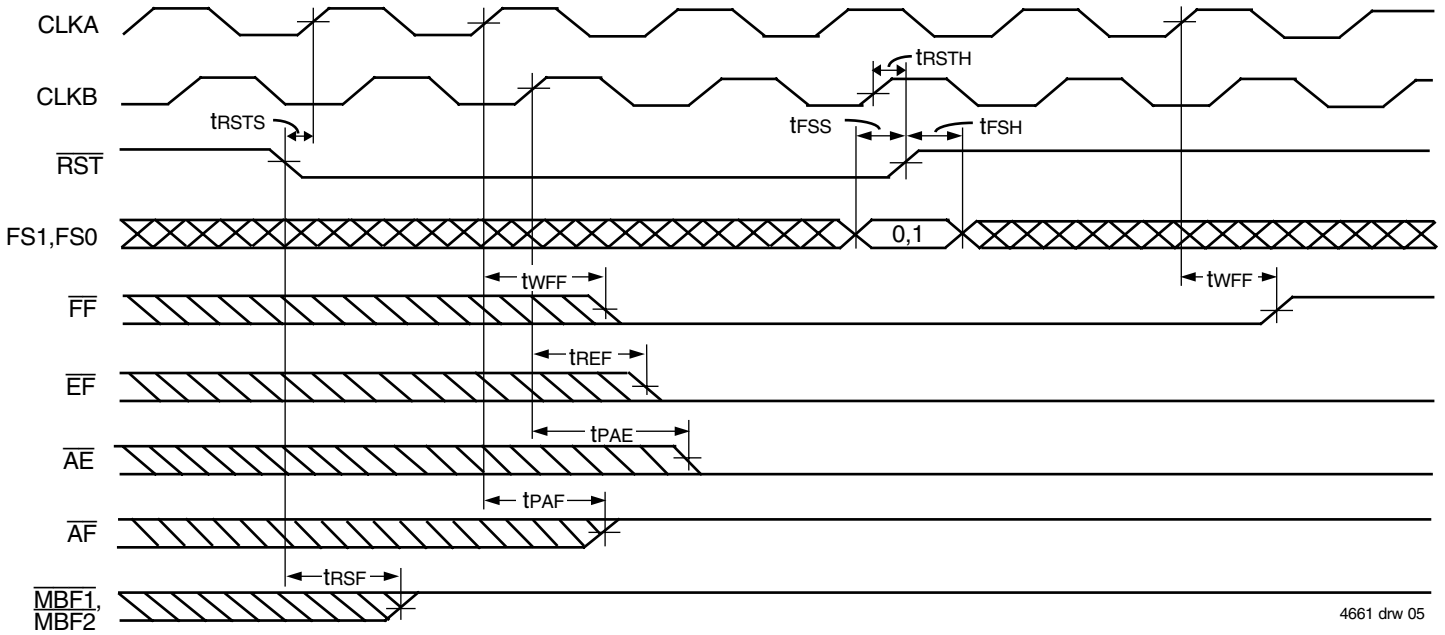 CLKA
tRSTH
CLKB
tRSTS
tFSS
tFSH
RST
FS1,FS0
0,1
tWFF
tWFF
FF
tREF
EF
tPAE
AE
tPAF
AF
tRSF
MBF1,
MBF2
4661 drw 05